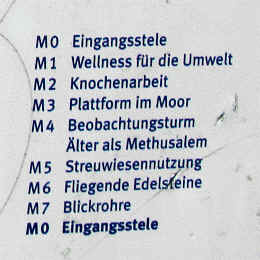 M0 Eingangsstele
M1 Wellness für die Umwelt
M2 Knochenarbeit
M3 Plattform im Moor
M4 Beobachtungsturm
Älter als Methusalem
M5 Streuwiesennutzung
M6 Fliegende Edelsteine
M7 Blickrohre
M0 Eingangsstele